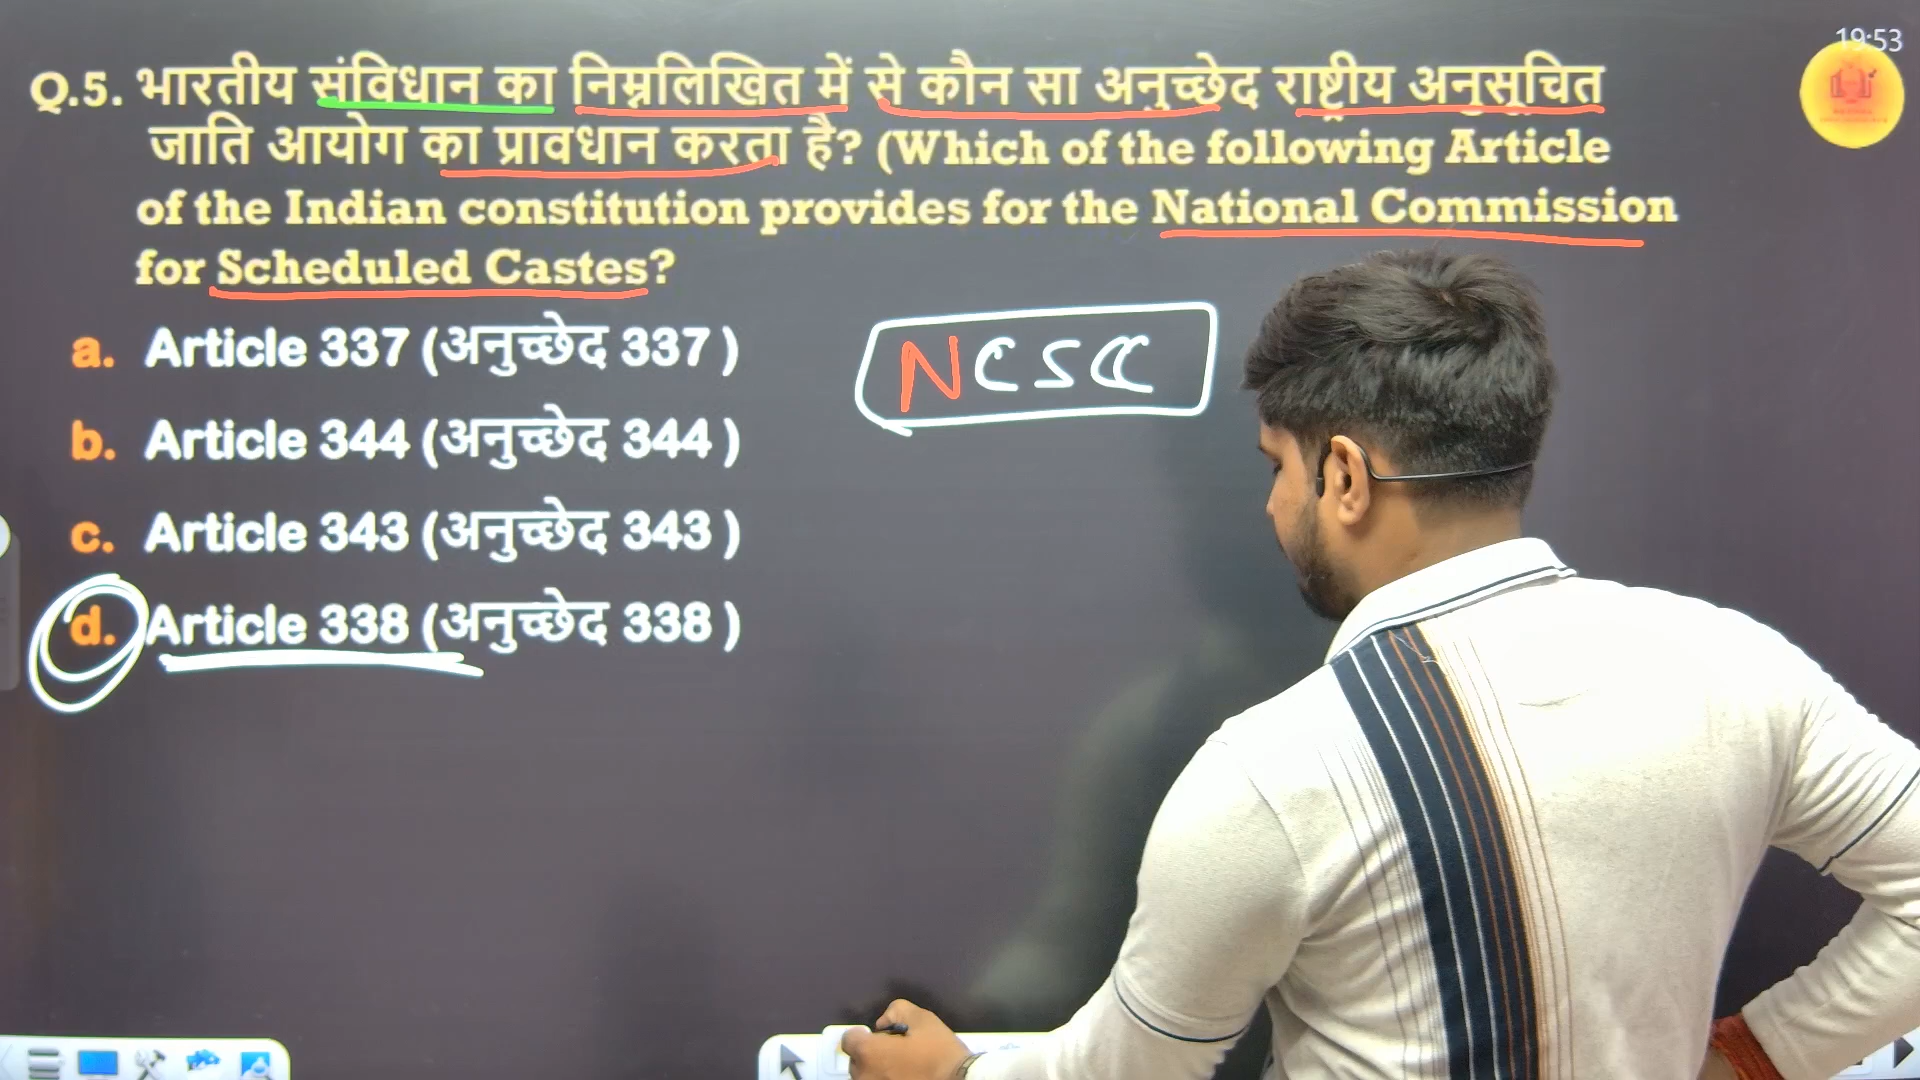 19:53
Q.5. भारतीय संविधान का निम्नलिखित में से कौन सा अनुच्छेद राष्ट्रीय अनुसूचित
जाति आयोग का प्रावधान करता है? (Which of the following Article
of the Indian constitution provides for the National Commission
for Scheduled Castes?
a. Article 337 (अनुच्छेद 337 )
NCSC
b. Article 344 (अनुच्छेद 344 )
c. Article 343 (अनुच्छेद 343 )
d. Article 338 (अनुच्छेद 338 )